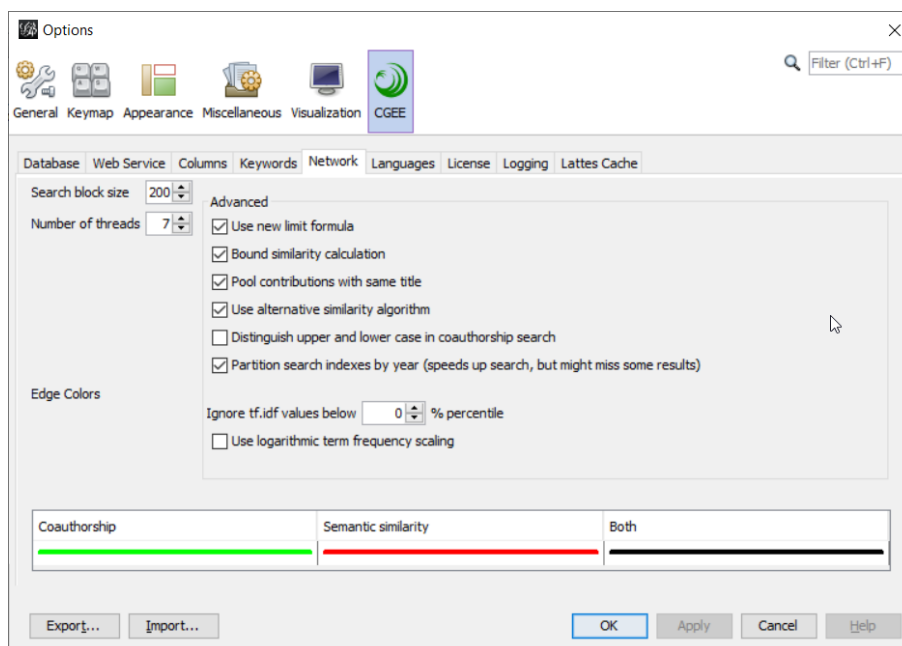 Options
Filter (Ctrl+F)
General Keymap Appearance Miscellaneous Visualization CGEE
Database Web Service Columns Keywords Network Languages License Logging Lattes Cache
Search block size 200
Advanced
Number of threads 7
Use new limit formula
Bound similarity calculation
Pool contributions with same title
Use alternative similarity algorithm
Distinguish upper and lower case in coauthorship search
Partition search indexes by year (speeds up search, but might miss some results)
Edge Colors
Ignore tf.idf values below 0 % percentile
Use logarithmic term frequency scaling
Coauthorship Semantic similarity Both
Export... Import... OK Apply Cancel Help